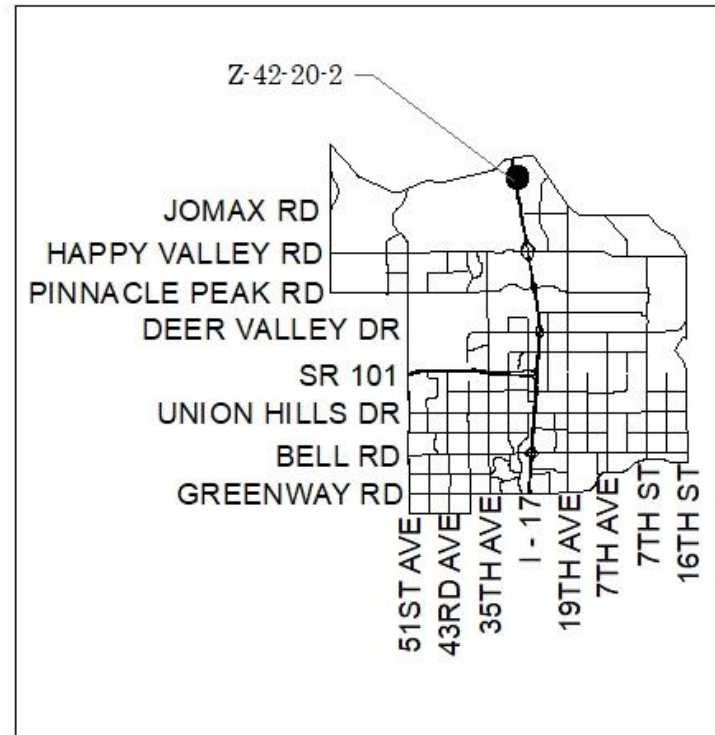 Z-42-20-2
JOMAX RD
HAPPY VALLEY RD
PINNACLE PEAK RD
DEER VALLEY DR
SR 101
UNION HILLS DR
BELL RD
GREENWAY RD
51ST AVE
43RD AVE
35TH AVE
I - 17
19TH AVE
7TH AVE
7TH ST
16TH ST